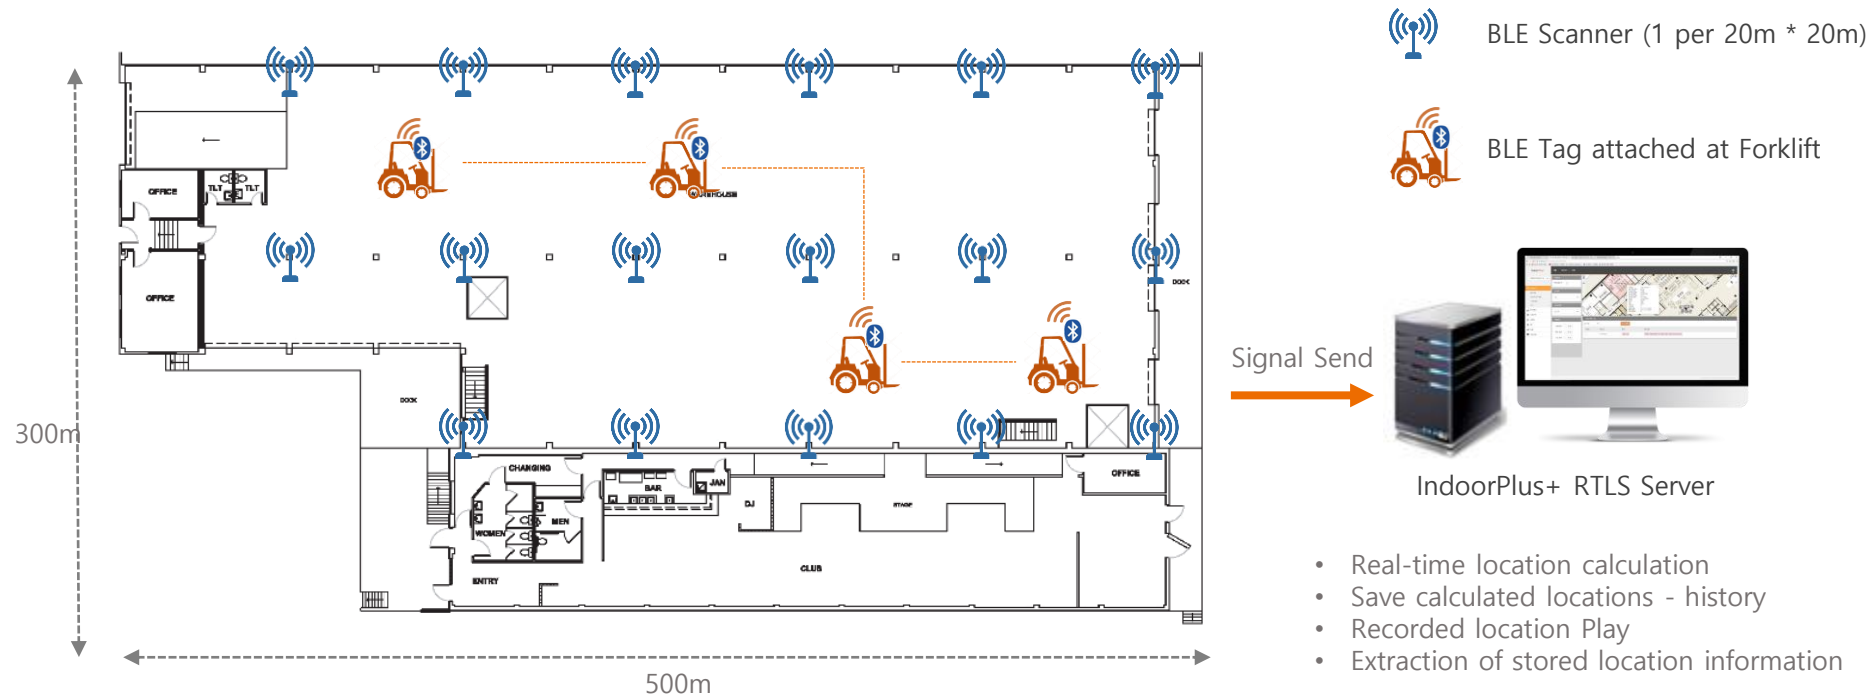 BLE Scanner (1 per 20m * 20m)
BLE Tag attached at Forklift
OFFICE
TLT
TLT
OFFICE
DOCK
DOCK
300m
Signal Send
IndoorPlus+ RTLS Server
CHANGING
BAR
JAN
OFFICE
DJ
STAGE
WOMEN
MEN
CLUB
ENTRY
500m
• Real-time location calculation
• Save calculated locations - history
• Recorded location Play
• Extraction of stored location information